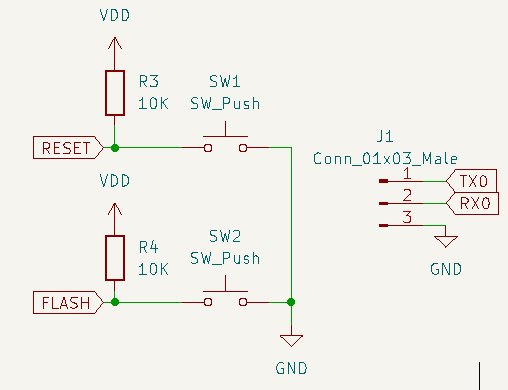 VDD
R3
10K
SW1
SW_Push
RESET
J1
Conn_01x03_Male
1
TX0
2
RX0
3
GND
VDD
R4
10K
SW2
SW_Push
FLASH
GND